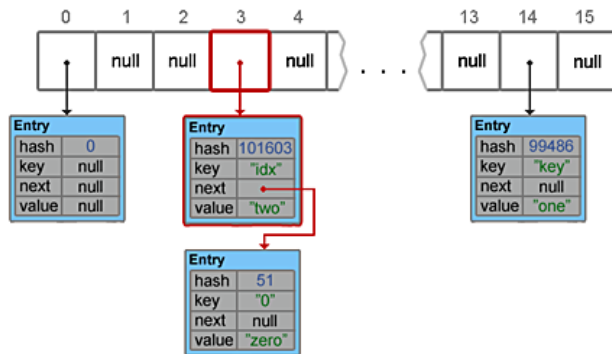 0 1 2 3 4 13 14 15
null null null . . . null null
Entry
hash 0
key null
next null
value null
Entry
hash 101603
key "idx"
next
value "two"
Entry
hash 99486
key "key"
next null
value "one"
Entry
hash 51
key "0"
next null
value "zero"